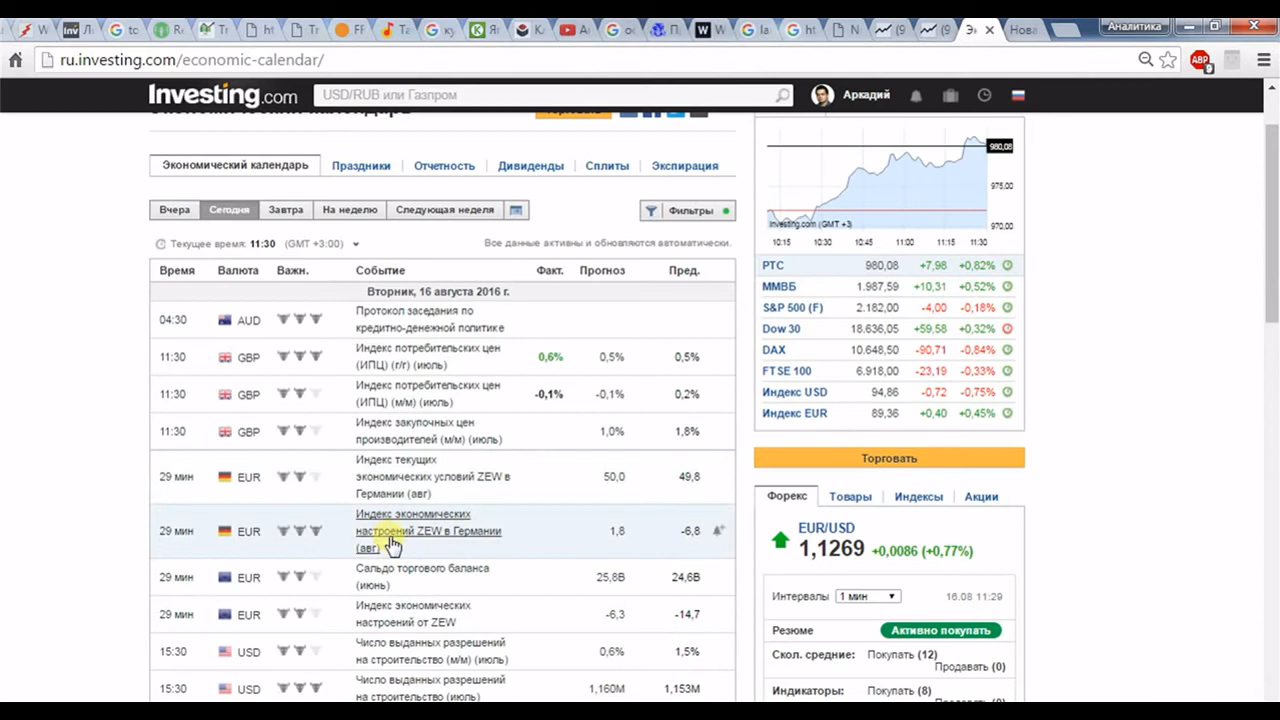 Аналитика
ru.investing.com/economic-calendar/
ABP
9
Investing.com
USD/RUB или Газпром
Аркадий
Экономический календарь Праздники Отчетность Дивиденды Сплиты Экспирация
Вчера Сегодня Завтра На неделю Следующая неделя Фильтры
Текущее время: 11:30 (GMT +3:00) Все данные активны и обновляются автоматически.
Время Валюта Важн. Событие Факт. Прогноз Пред.
Вторник, 16 августа 2016 г.
04:30 AUD Протокол заседания по
кредитно-денежной политике
11:30 GBP Индекс потребительских цен
(ИПЦ) (г/г) (июль) 0,6% 0,5% 0,5%
11:30 GBP Индекс потребительских цен
(ИПЦ) (м/м) (июль) -0,1% -0,1% 0,2%
11:30 GBP Индекс закупочных цен
производителей (м/м) (июль) 1,0% 1,8%
29 мин EUR Индекс текущих
экономических условий ZEW в
Германии (авг) 50,0 49,8
29 мин EUR Индекс экономических
настроений ZEW в Германии
(авг) 1,8 -6,8
29 мин EUR Сальдо торгового баланса
(июнь) 25,8B 24,6B
29 мин EUR Индекс экономических
настроений от ZEW -6,3 -14,7
15:30 USD Число выданных разрешений
на строительство (м/м) (июль) 0,6% 1,5%
15:30 USD Число выданных разрешений
на строительство (июль) 1,160M 1,153M
980,08
975,00
970,00
Investing.com (GMT +3)
10:15 10:30 10:45 11:00 11:15 11:30
РТС 980,08 +7,98 +0,82%
ММВБ 1.987,59 +10,31 +0,52%
S&P 500 (F) 2.182,00 -4,00 -0,18%
Dow 30 18.636,05 +59,58 +0,32%
DAX 10.648,50 -90,71 -0,84%
FTSE 100 6.918,00 -23,19 -0,33%
Индекс USD 94,86 -0,72 -0,75%
Индекс EUR 89,36 +0,40 +0,45%
Торговать
Форекс Товары Индексы Акции
EUR/USD
1,1269 +0,0086 (+0,77%)
Интервалы 1 мин 16.08 11:29
Резюме Активно покупать
Скол. средние: Покупать (12)
Продавать (0)
Индикаторы: Покупать (8)